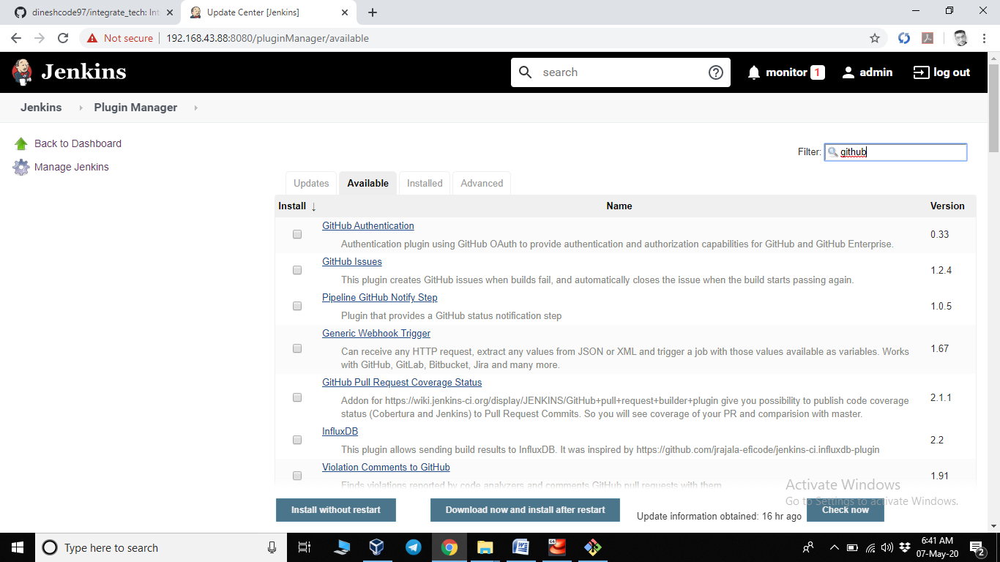 dineshcode97/integrate_tech: Int
Update Center [Jenkins]
Not secure
192.168.43.88:8080/pluginManager/available
Jenkins
search
monitor 1
admin
log out
Jenkins
Plugin Manager
Back to Dashboard
Manage Jenkins
Filter: github
Updates
Available
Installed
Advanced
Install ↓ Name Version
GitHub Authentication
Authentication plugin using GitHub OAuth to provide authentication and authorization capabilities for GitHub and GitHub Enterprise.
0.33
GitHub Issues
This plugin creates GitHub issues when builds fail, and automatically closes the issue when the build starts passing again.
1.2.4
Pipeline GitHub Notify Step
Plugin that provides a GitHub status notification step
1.0.5
Generic Webhook Trigger
Can receive any HTTP request, extract any values from JSON or XML and trigger a job with those values available as variables. Works
with GitHub, GitLab, Bitbucket, Jira and many more.
1.67
GitHub Pull Request Coverage Status
Addon for https://wiki.jenkins-ci.org/display/JENKINS/GitHub+pull+request+builder+plugin give you possibility to publish code coverage
status (Cobertura and Jenkins) to Pull Request Commits. So you will see coverage of your PR and comparision with master.
2.1.1
InfluxDB
This plugin allows sending build results to InfluxDB. It was inspired by https://github.com/jrajala-eficode/jenkins-ci.influxdb-plugin
2.2
Violation Comments to GitHub
Finds violations reported by code analyzers and comments GitHub pull requests with them.
1.91
Activate Windows
Go to Settings to activate Windows.
Install without restart
Download now and install after restart
Update information obtained: 16 hr ago
Check now
Type here to search
6:41 AM
07-May-20
2